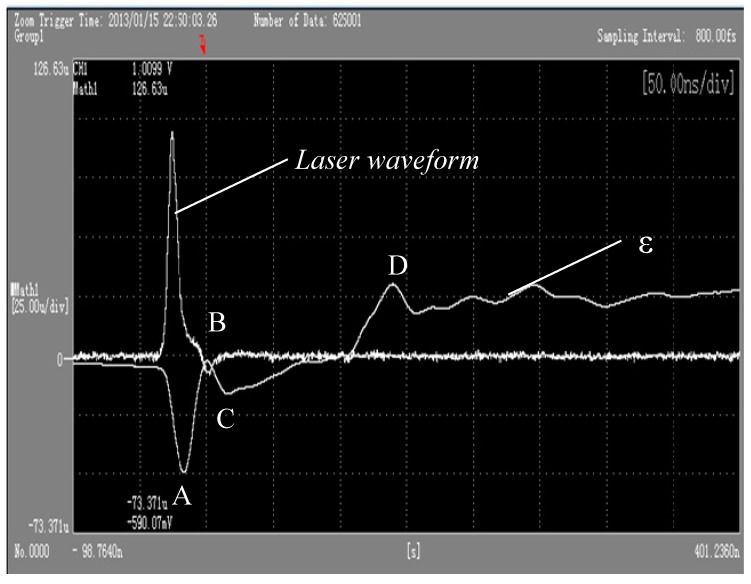 Zoom Trigger Time: 2013/01/15 22:50:03.26 Number of Data: 625001
Group1 Sampling Interval: 800.00fs
126.63u CH1 1.0099 V
Math1 126.63u
[50.00ns/div]
Laser waveform
ε
D
Math1
[25.00u/div]
B
0
C
A
-73.371u
-590.07mV
-73.371u
No.0000 - 98.7640n [s] 401.2360n